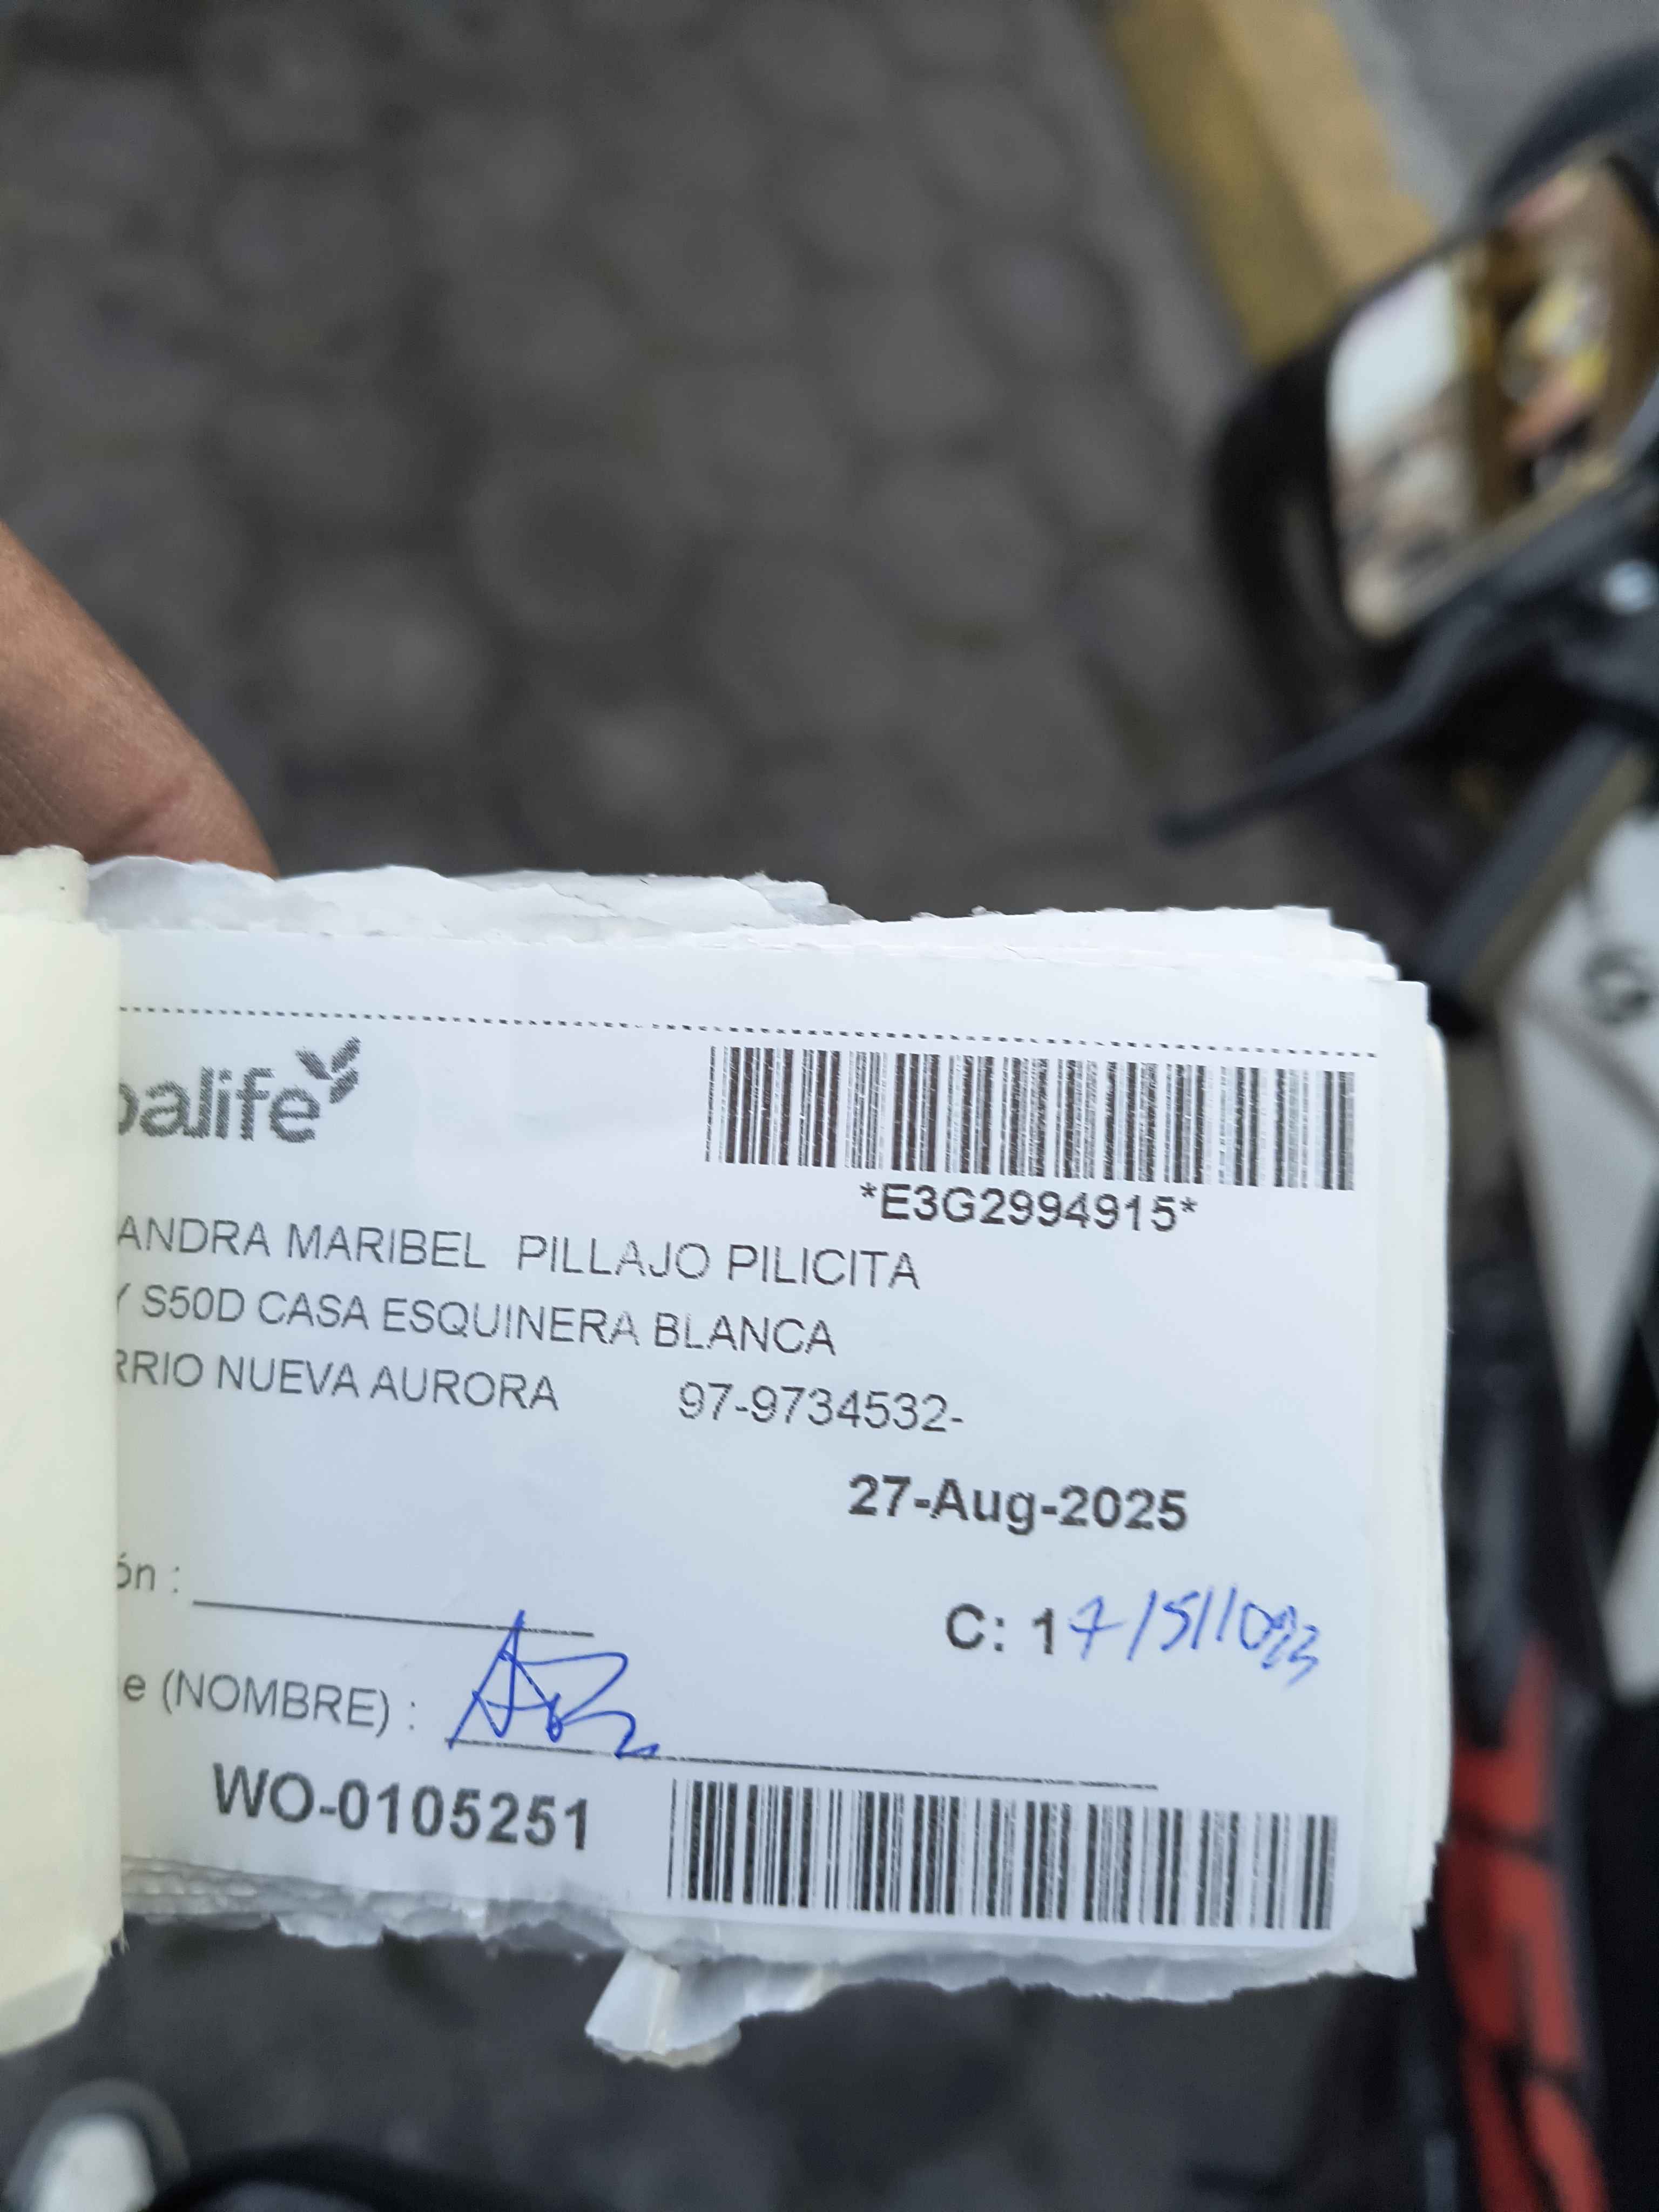 balife
*E3G2994915*
ANDRA MARIBEL PILLAJO PILICITA
Y S50D CASA ESQUINERA BLANCA
RRIO NUEVA AURORA 97-9734532-
27-Aug-2025
ón :
C: 1
e (NOMBRE) :
WO-0105251